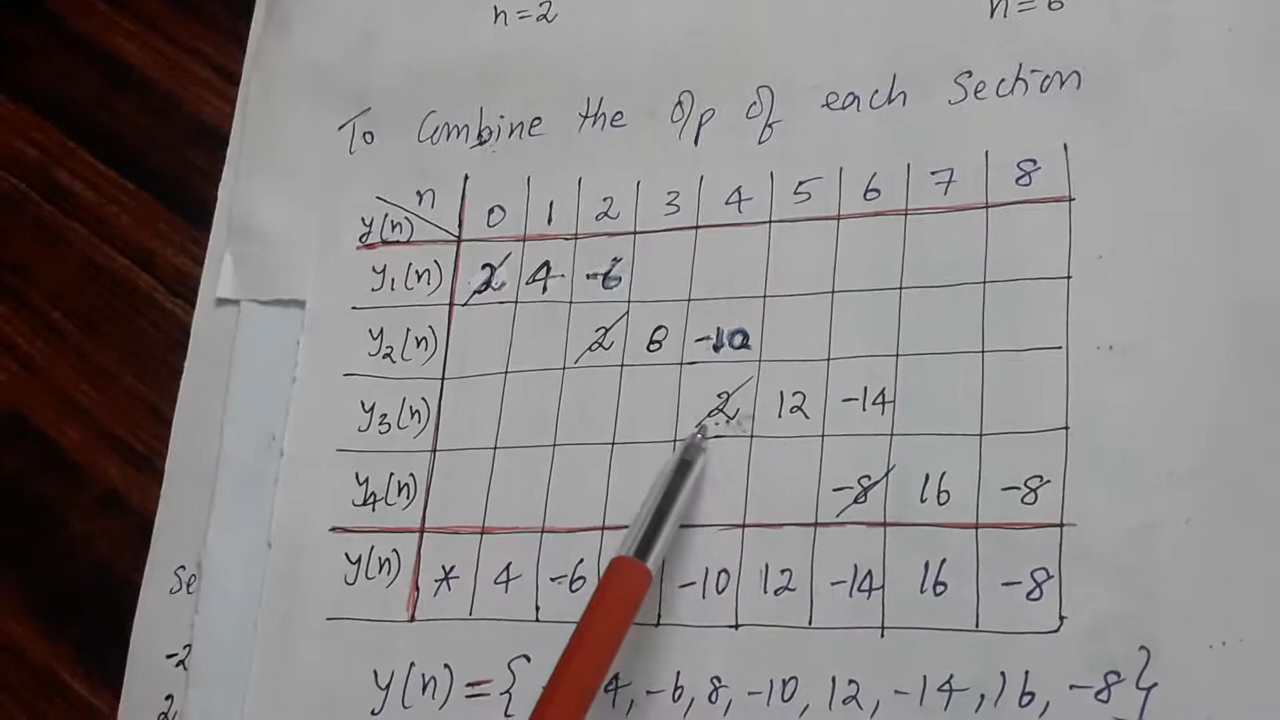 n=2 n=6
To Combine the O/p of each Section
n 0 1 2 3 4 5 6 7 8
y(n)
y₁(n) 2 4 -6
y₂(n) 2 8 -10
y₃(n) 2 12 -14
y₄(n) -8 16 -8
y(n) * 4 -6 -10 12 -14 16 -8
y(n)={ 4, -6, 8, -10, 12, -14, 16, -8}
Se
-2
2,